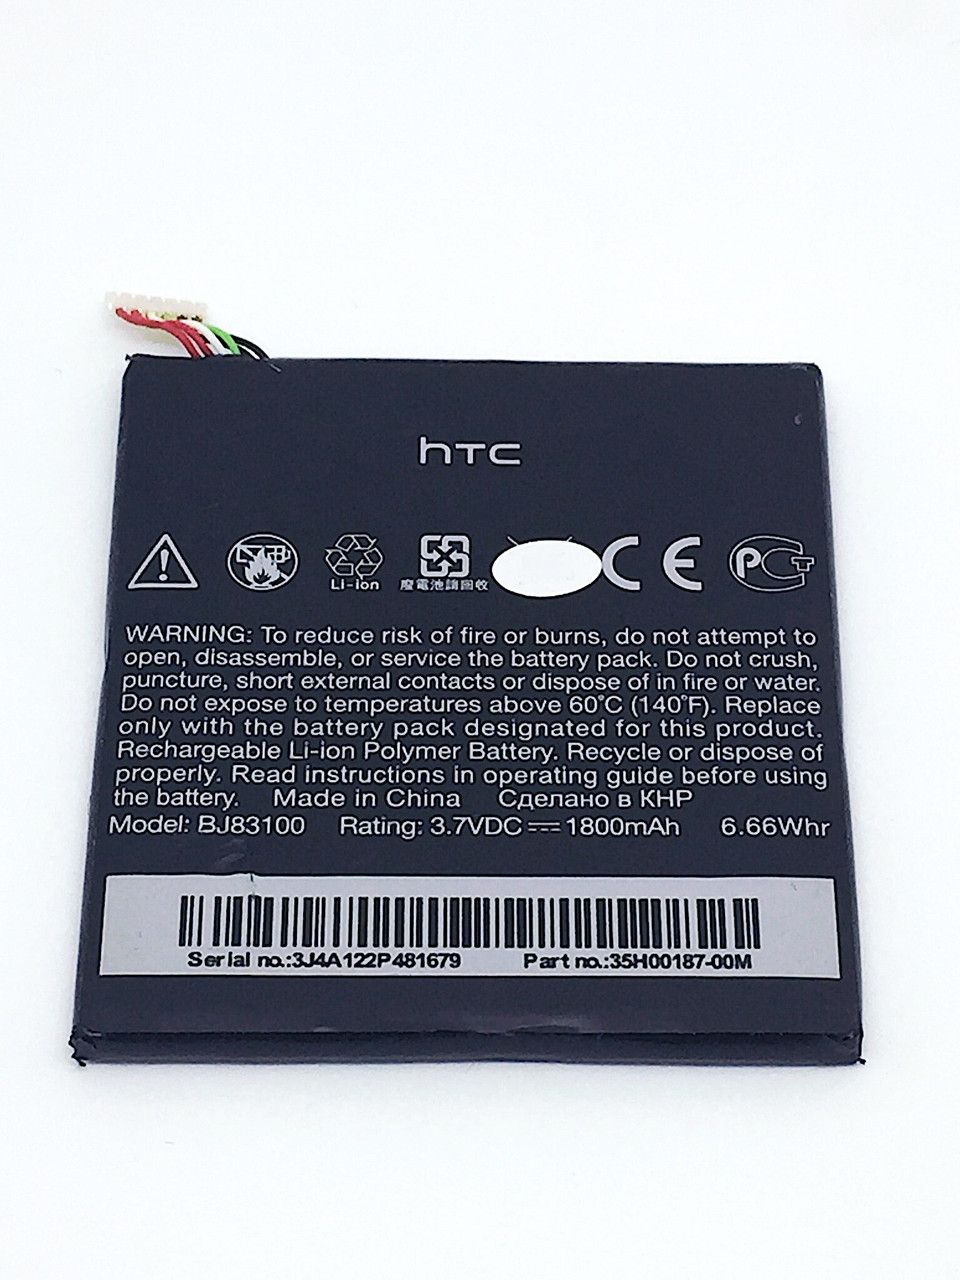 hTC
Li-ion
廢電池請回收
CE
PCT
WARNING: To reduce risk of fire or burns, do not attempt to
open, disassemble, or service the battery pack. Do not crush,
puncture, short external contacts or dispose of in fire or water.
Do not expose to temperatures above 60°C (140°F). Replace
only with the battery pack designated for this product.
Rechargeable Li-ion Polymer Battery. Recycle or dispose of
properly. Read instructions in operating guide before using
the battery. Made in China Сделано в КНР
Model: BJ83100 Rating: 3.7VDC⎓1800mAh 6.66Whr
Serial no.:3J4A122P481679 Part no.:35H00187-00M